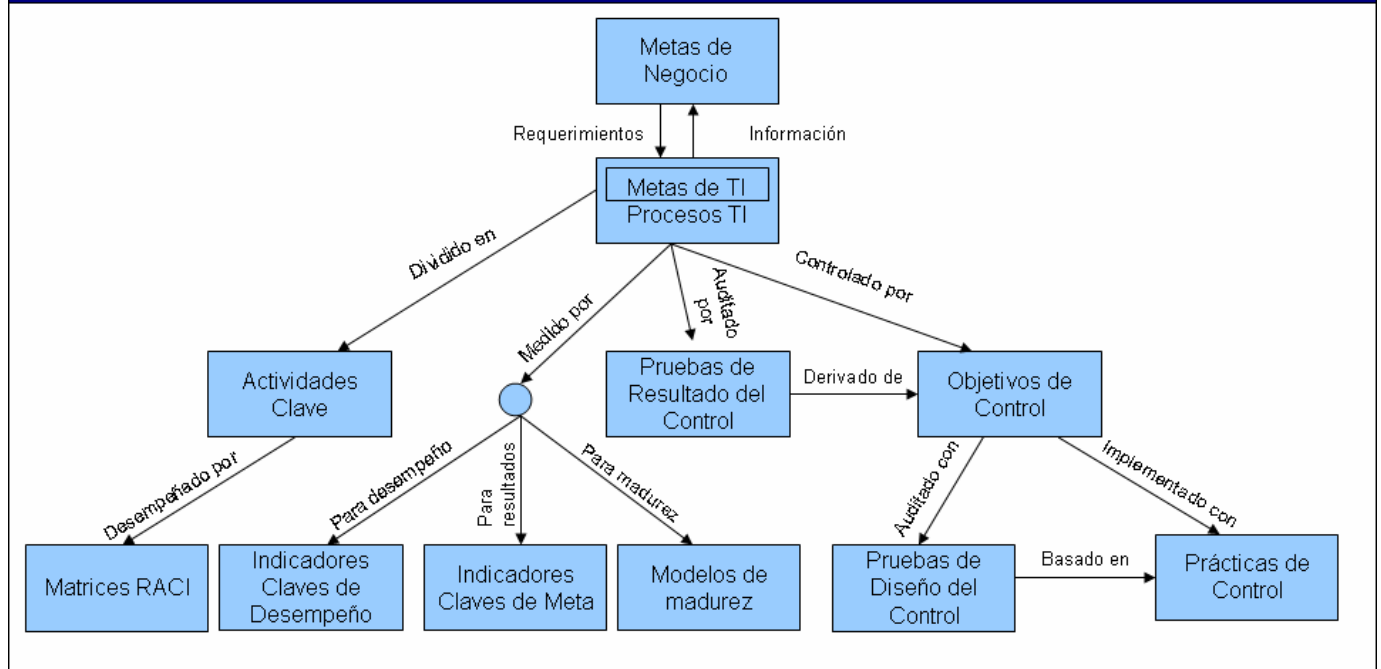 Metas de
Negocio
Requerimientos
Información
Metas de TI
Procesos TI
Dividido en
Medido por
Auditado
por
Controlado por
Actividades
Clave
Pruebas de
Resultado del
Control
Derivado de
Objetivos de
Control
Desempeñado por
Para desempeño
Para
resultados
Para madurez
Auditado con
Implementado con
Matrices RACI
Indicadores
Claves de
Desempeño
Indicadores
Claves de Meta
Modelos de
madurez
Pruebas de
Diseño del
Control
Basado en
Prácticas de
Control